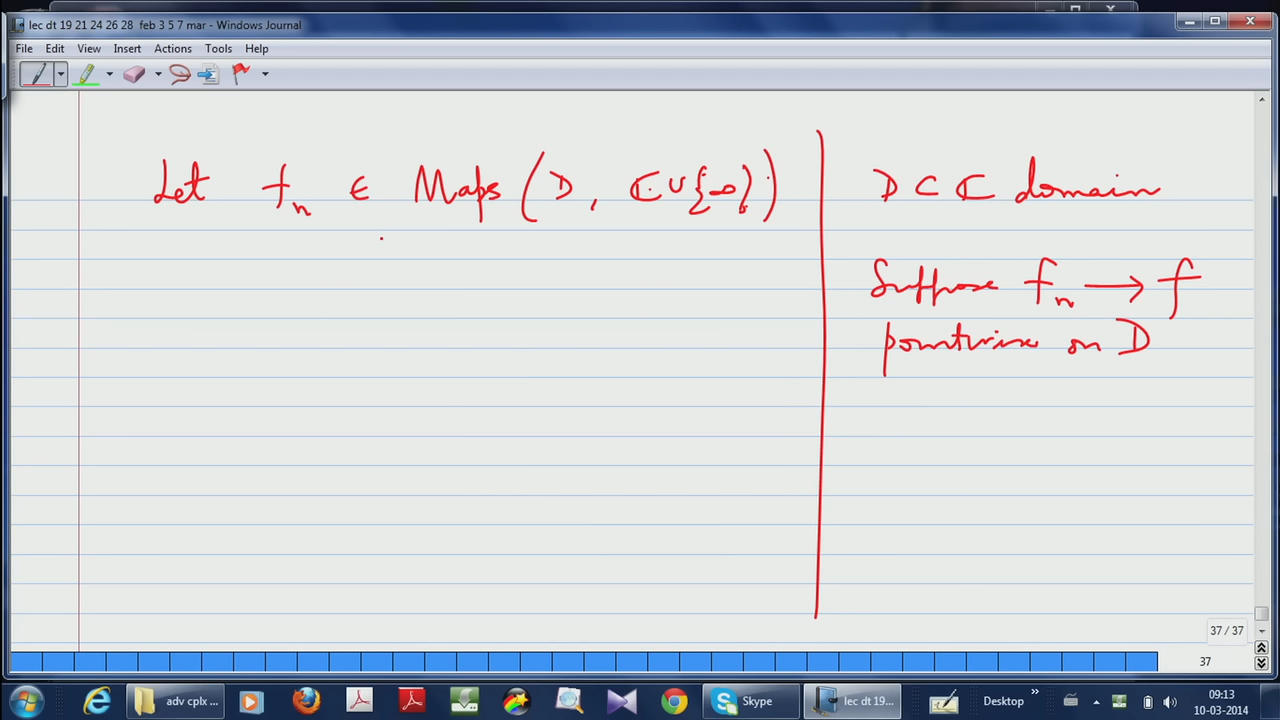 lec dt 19 21 24 26 28 feb 3 5 7 mar - Windows Journal
File Edit View Insert Actions Tools Help
Let fₙ ∈ Maps (D, ℂ∪{∞})
D ⊂ ℂ domain
Suppose fₙ → f
pointwise on D
37 / 37
37
adv cplx ...
Skype
lec dt 19...
Desktop
09:13
10-03-2014